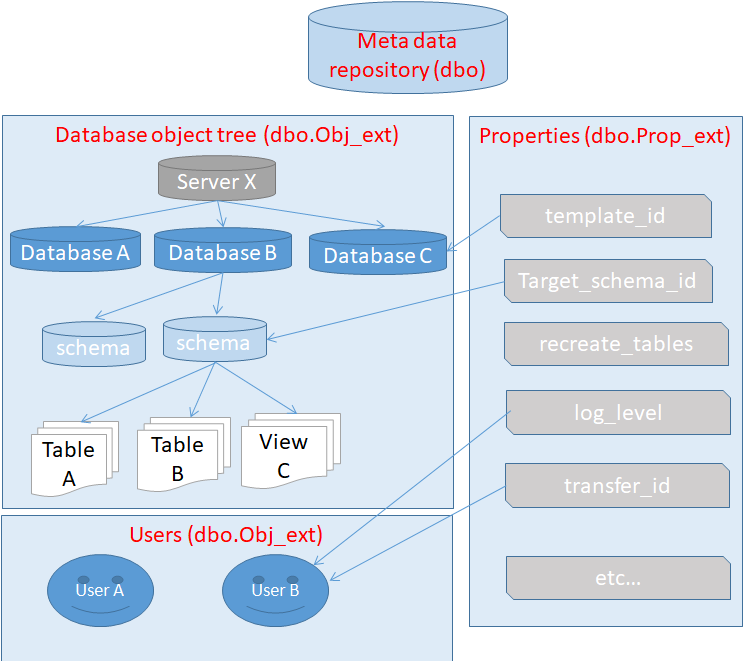 Meta data
repository (dbo)
Database object tree (dbo.Obj_ext)
Server X
Database A
Database B
Database C
schema
schema
Table
A
Table
B
View
C
Users (dbo.Obj_ext)
User A
User B
Properties (dbo.Prop_ext)
template_id
Target_schema_id
recreate_tables
log_level
transfer_id
etc...